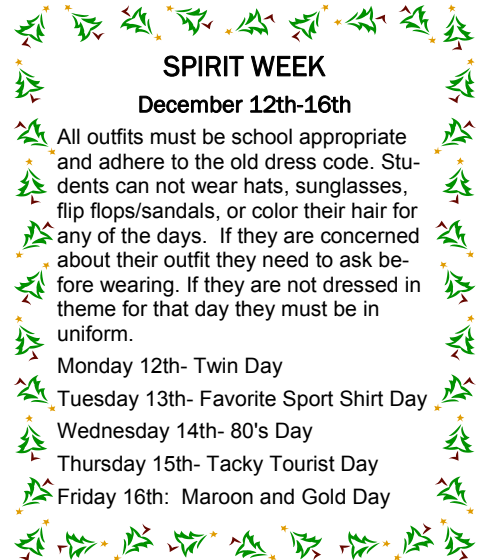 SPIRIT WEEK
December 12th-16th
All outfits must be school appropriate
and adhere to the old dress code. Stu-
dents can not wear hats, sunglasses,
flip flops/sandals, or color their hair for
any of the days.  If they are concerned
about their outfit they need to ask be-
fore wearing. If they are not dressed in
theme for that day they must be in
uniform.
Monday 12th- Twin Day
Tuesday 13th- Favorite Sport Shirt Day
Wednesday 14th- 80's Day
Thursday 15th- Tacky Tourist Day
Friday 16th:  Maroon and Gold Day